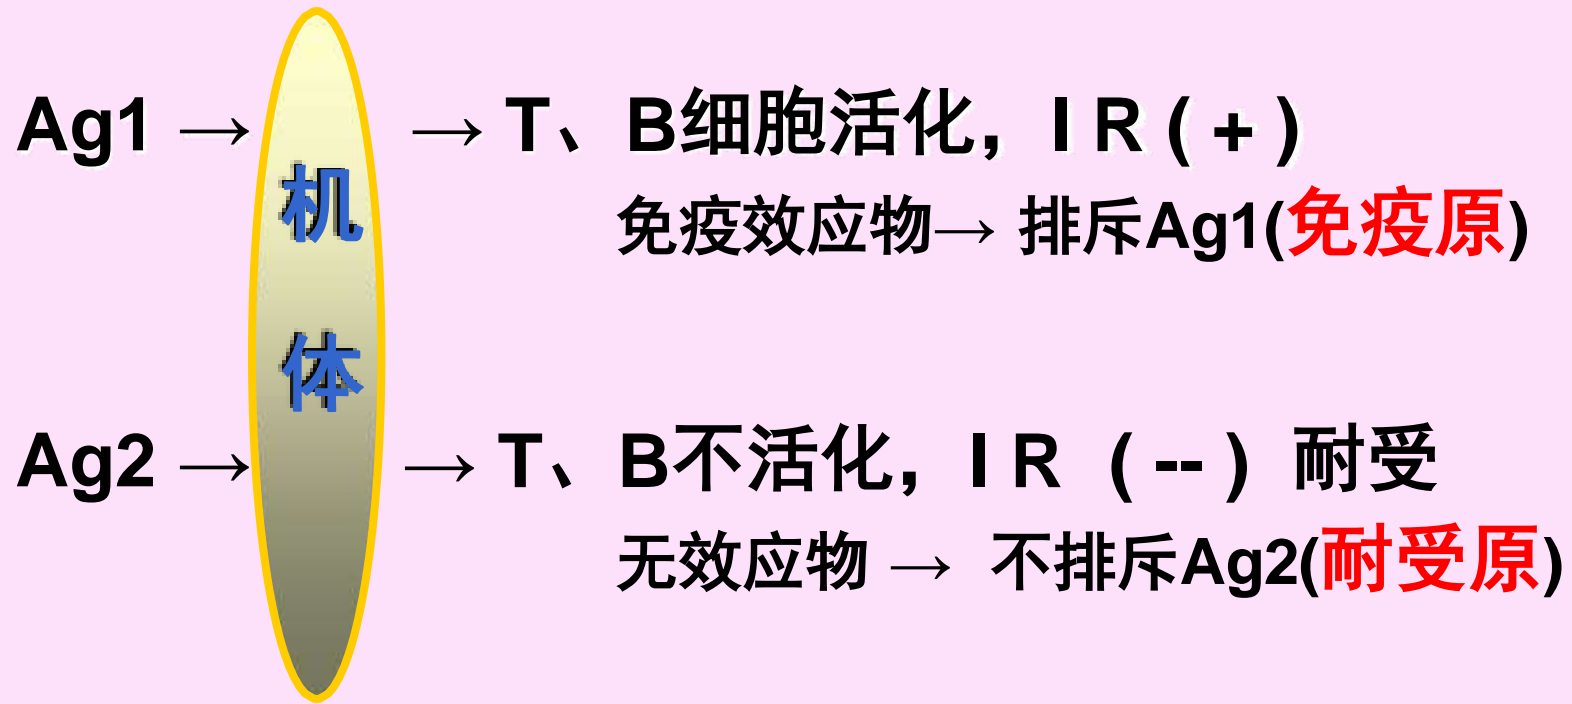 Ag1 → 机体 → T、B细胞活化，I R ( + )
免疫效应物→ 排斥Ag1(免疫原)
Ag2 → → T、B不活化，I R ( -- ) 耐受
无效应物 → 不排斥Ag2(耐受原)